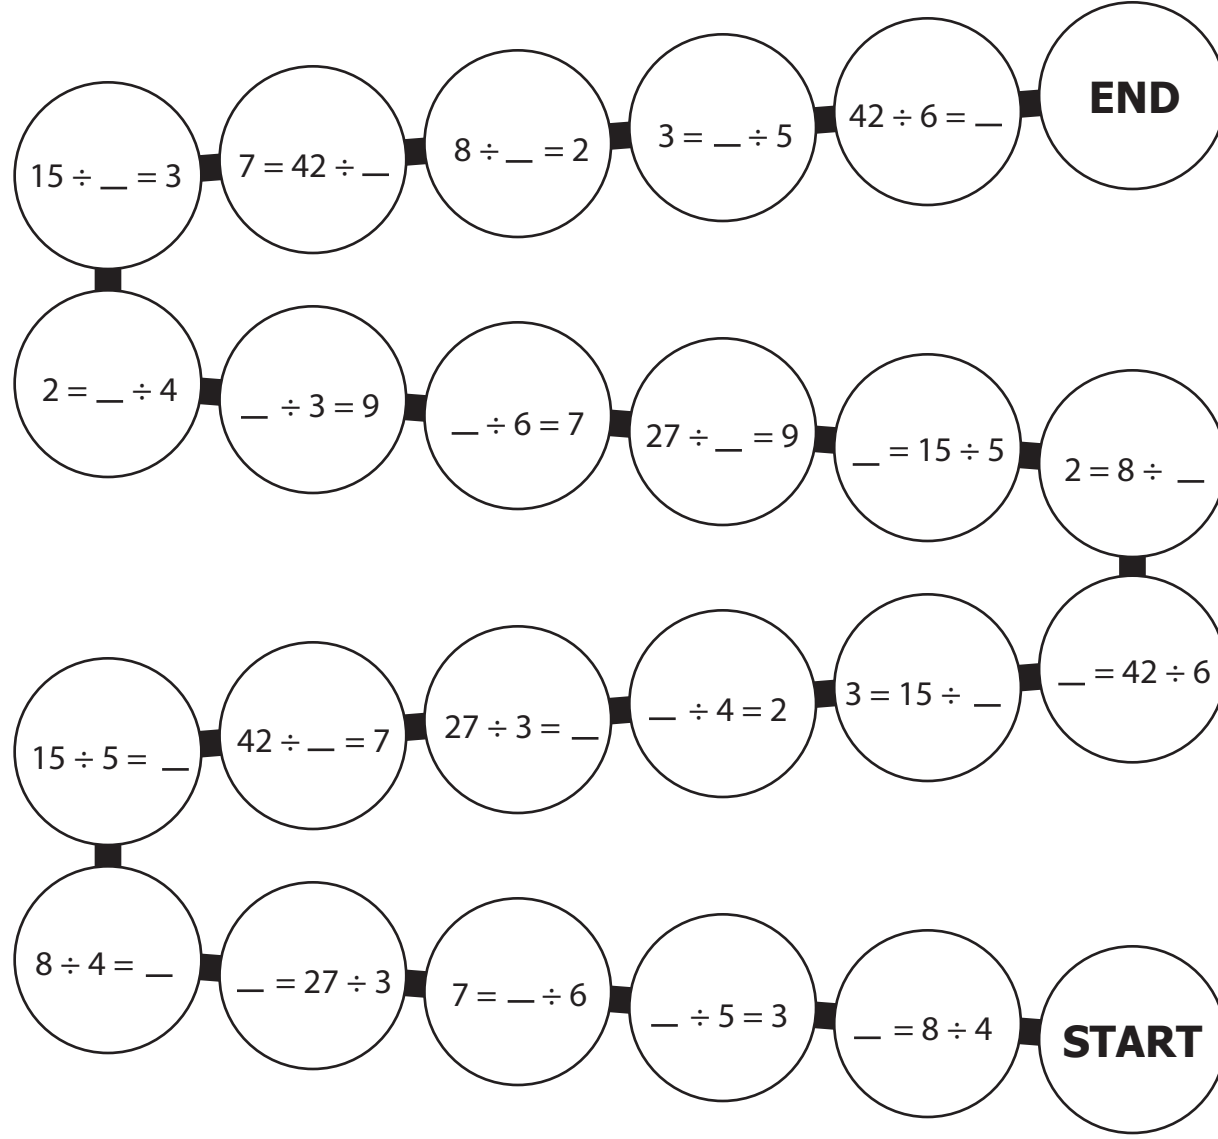 END
42 ÷ 6 = __
3 = __ ÷ 5
8 ÷ __ = 2
7 = 42 ÷ __
15 ÷ __ = 3
2 = __ ÷ 4
__ ÷ 3 = 9
__ ÷ 6 = 7
27 ÷ __ = 9
__ = 15 ÷ 5
2 = 8 ÷ __
__ = 42 ÷ 6
3 = 15 ÷ __
__ ÷ 4 = 2
27 ÷ 3 = __
42 ÷ __ = 7
15 ÷ 5 = __
8 ÷ 4 = __
__ = 27 ÷ 3
7 = __ ÷ 6
__ ÷ 5 = 3
__ = 8 ÷ 4
START